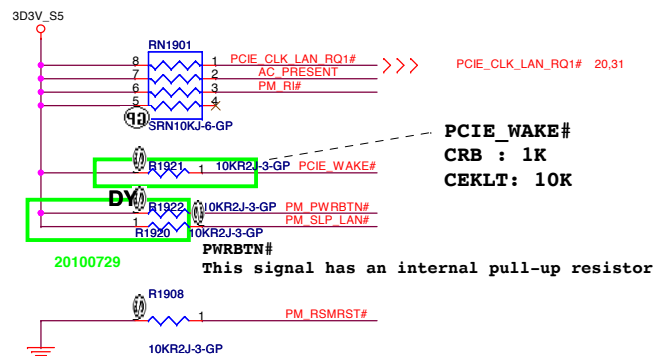 3D3V_S5
RN1901
8 1 PCIE_CLK_LAN_RQ1# PCIE_CLK_LAN_RQ1# 20,31
7 2 AC_PRESENT
6 3 PM_RI#
5 4
SRN10KJ-6-GP
PCIE_WAKE#
CRB : 1K
CEKLT: 10K
R1921 1 10KR2J-3-GP PCIE_WAKE#
DY
R1922 10KR2J-3-GP PM_PWRBTN#
1 PM_SLP_LAN#
R1920 10KR2J-3-GP
PWRBTN#
This signal has an internal pull-up resistor
20100729
R1908
1 PM_RSMRST#
10KR2J-3-GP